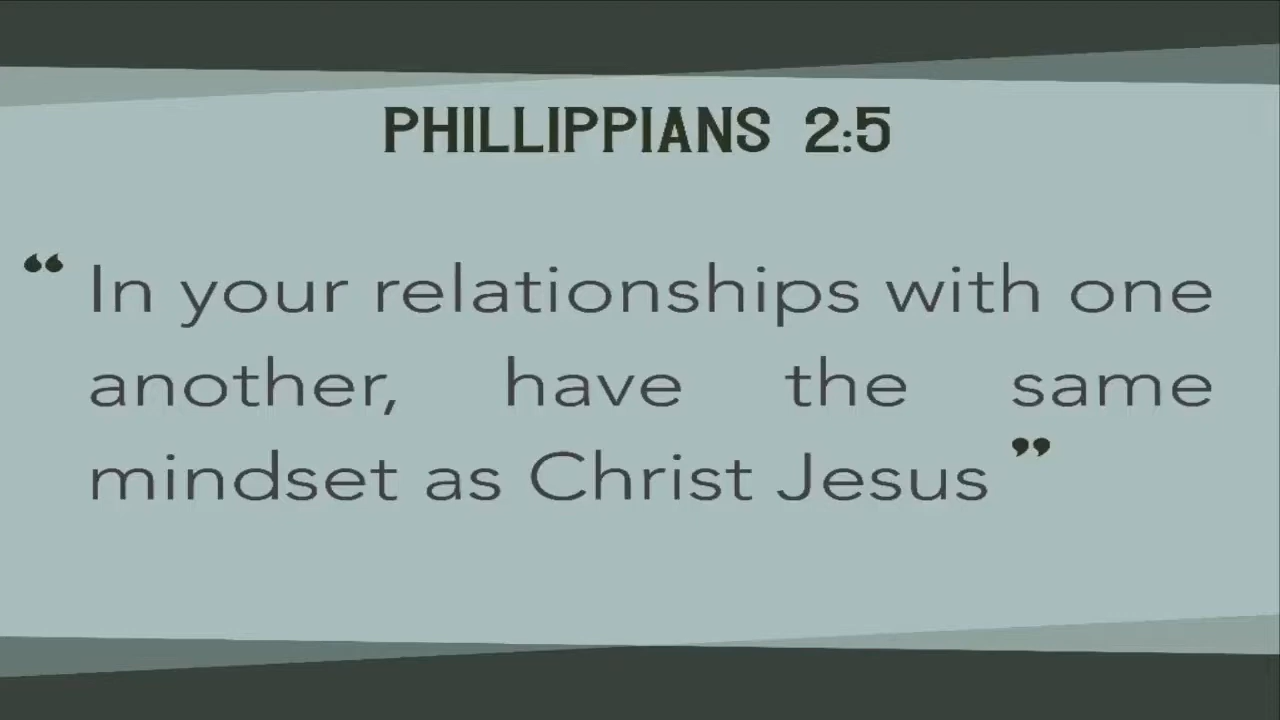 PHILLIPPIANS 2:5
“ In your relationships with one
another, have the same
mindset as Christ Jesus ”